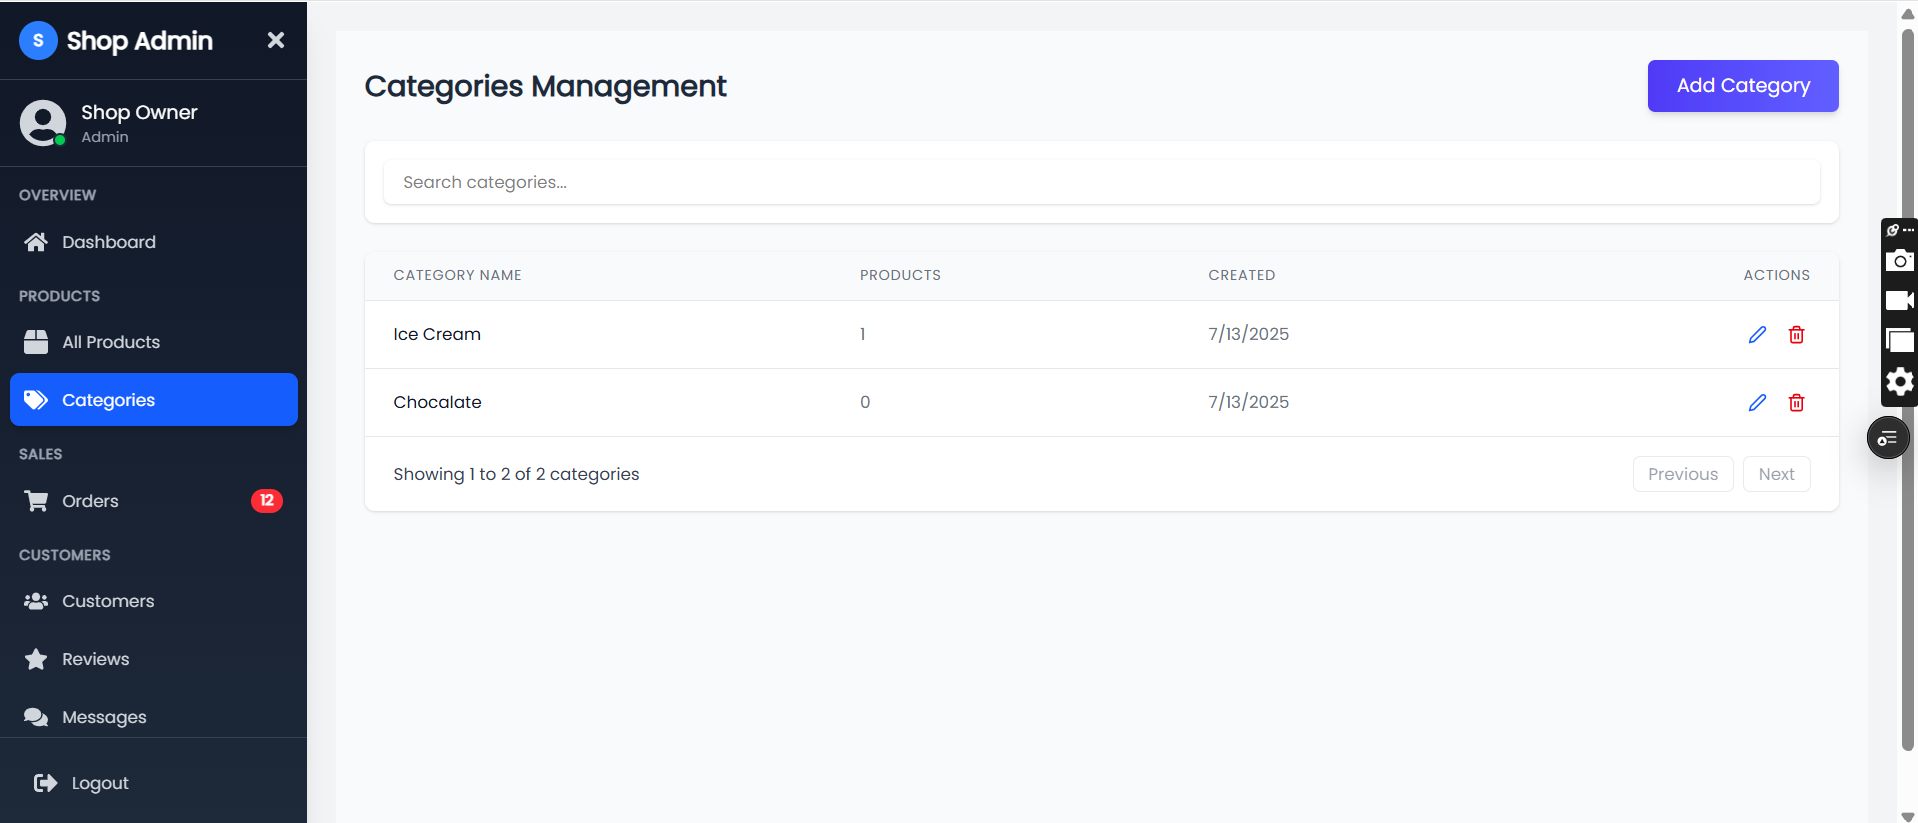 S Shop Admin
Shop Owner
Admin
OVERVIEW
Dashboard
PRODUCTS
All Products
Categories
SALES
Orders 12
CUSTOMERS
Customers
Reviews
Messages
Logout
Categories Management
Add Category
Search categories...
CATEGORY NAME PRODUCTS CREATED ACTIONS
Ice Cream 1 7/13/2025
Chocalate 0 7/13/2025
Showing 1 to 2 of 2 categories
Previous Next